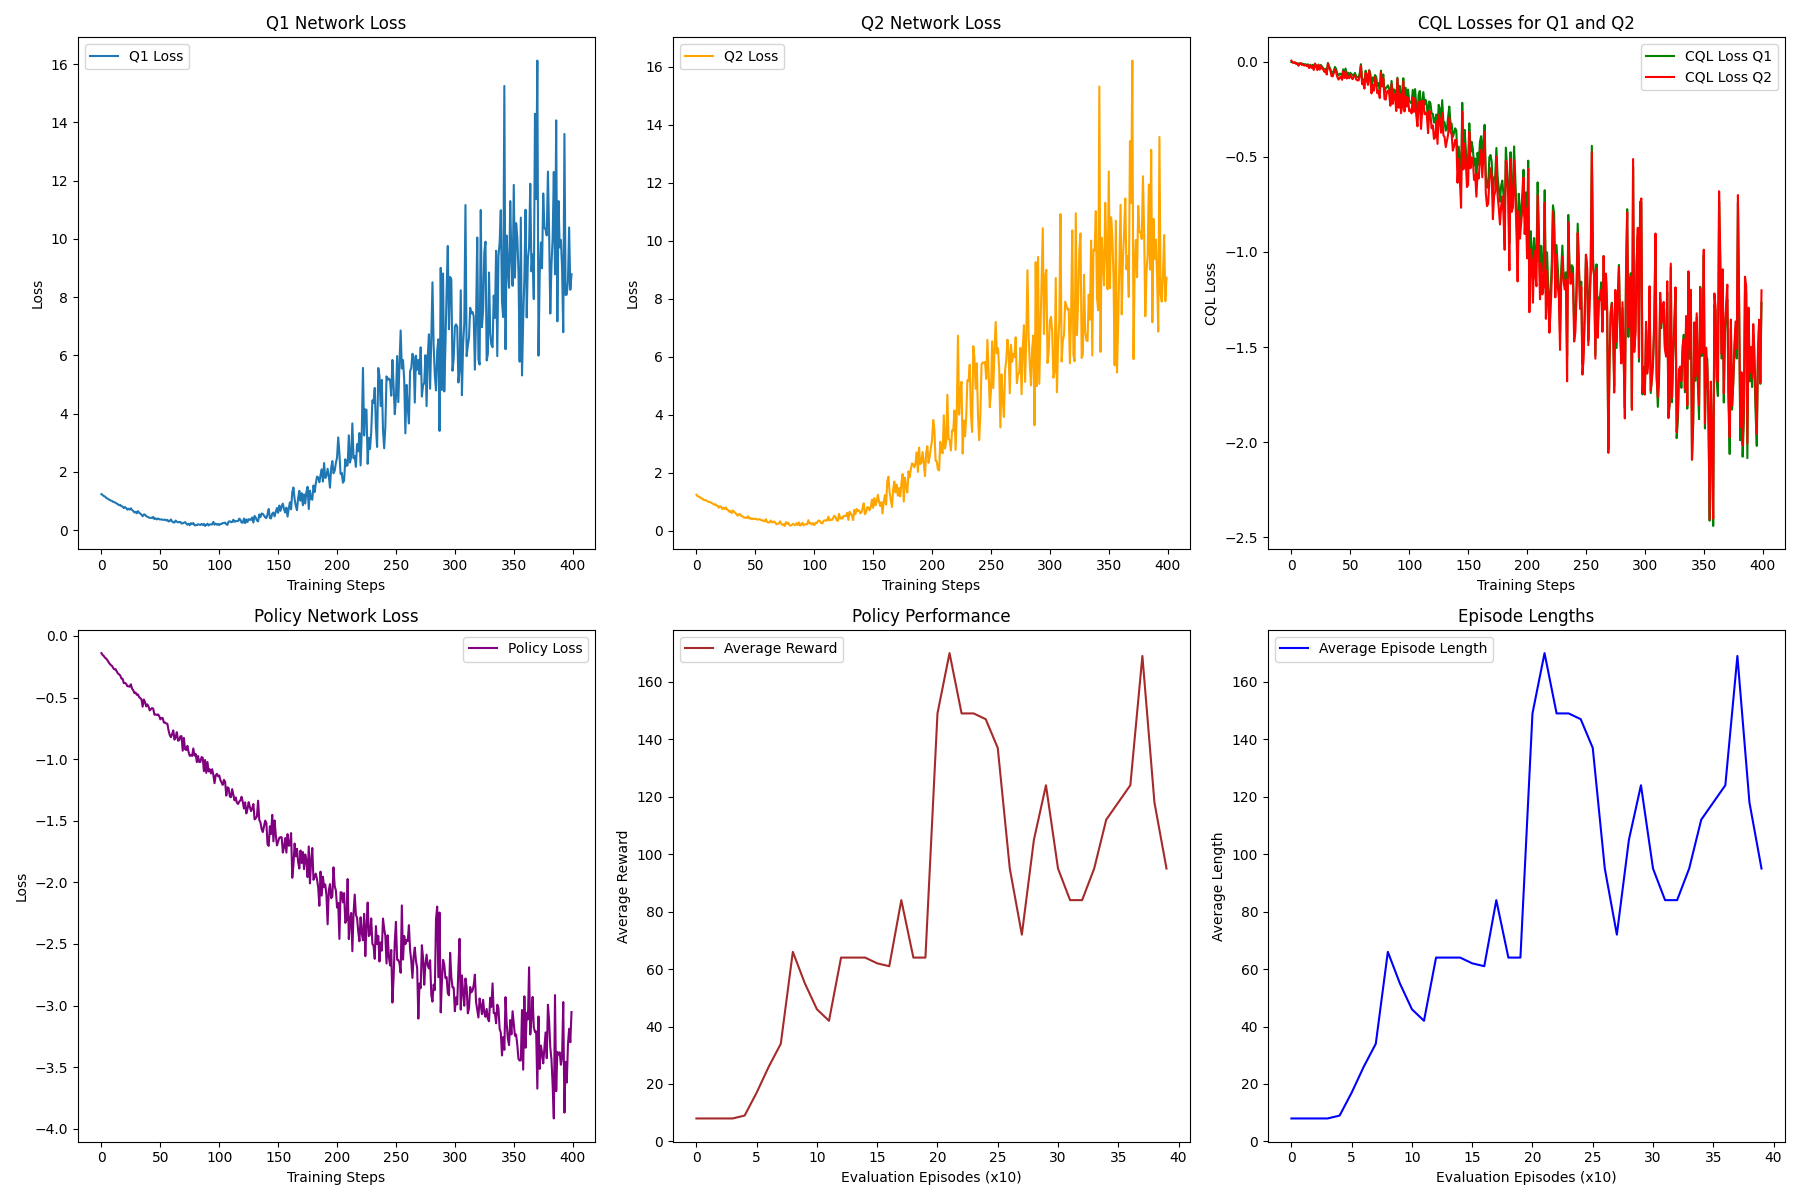 Q1 Network Loss
Q1 Loss
Loss
16
14
12
10
8
6
4
2
0
0 50 100 150 200 250 300 350 400
Training Steps
Q2 Network Loss
Q2 Loss
Loss
16
14
12
10
8
6
4
2
0
0 50 100 150 200 250 300 350 400
Training Steps
CQL Losses for Q1 and Q2
CQL Loss Q1
CQL Loss Q2
CQL Loss
0.0
−0.5
−1.0
−1.5
−2.0
−2.5
0 50 100 150 200 250 300 350 400
Training Steps
Policy Network Loss
Policy Loss
Loss
0.0
−0.5
−1.0
−1.5
−2.0
−2.5
−3.0
−3.5
−4.0
0 50 100 150 200 250 300 350 400
Training Steps
Policy Performance
Average Reward
Average Reward
160
140
120
100
80
60
40
20
0
0 5 10 15 20 25 30 35 40
Evaluation Episodes (x10)
Episode Lengths
Average Episode Length
Average Length
160
140
120
100
80
60
40
20
0
0 5 10 15 20 25 30 35 40
Evaluation Episodes (x10)